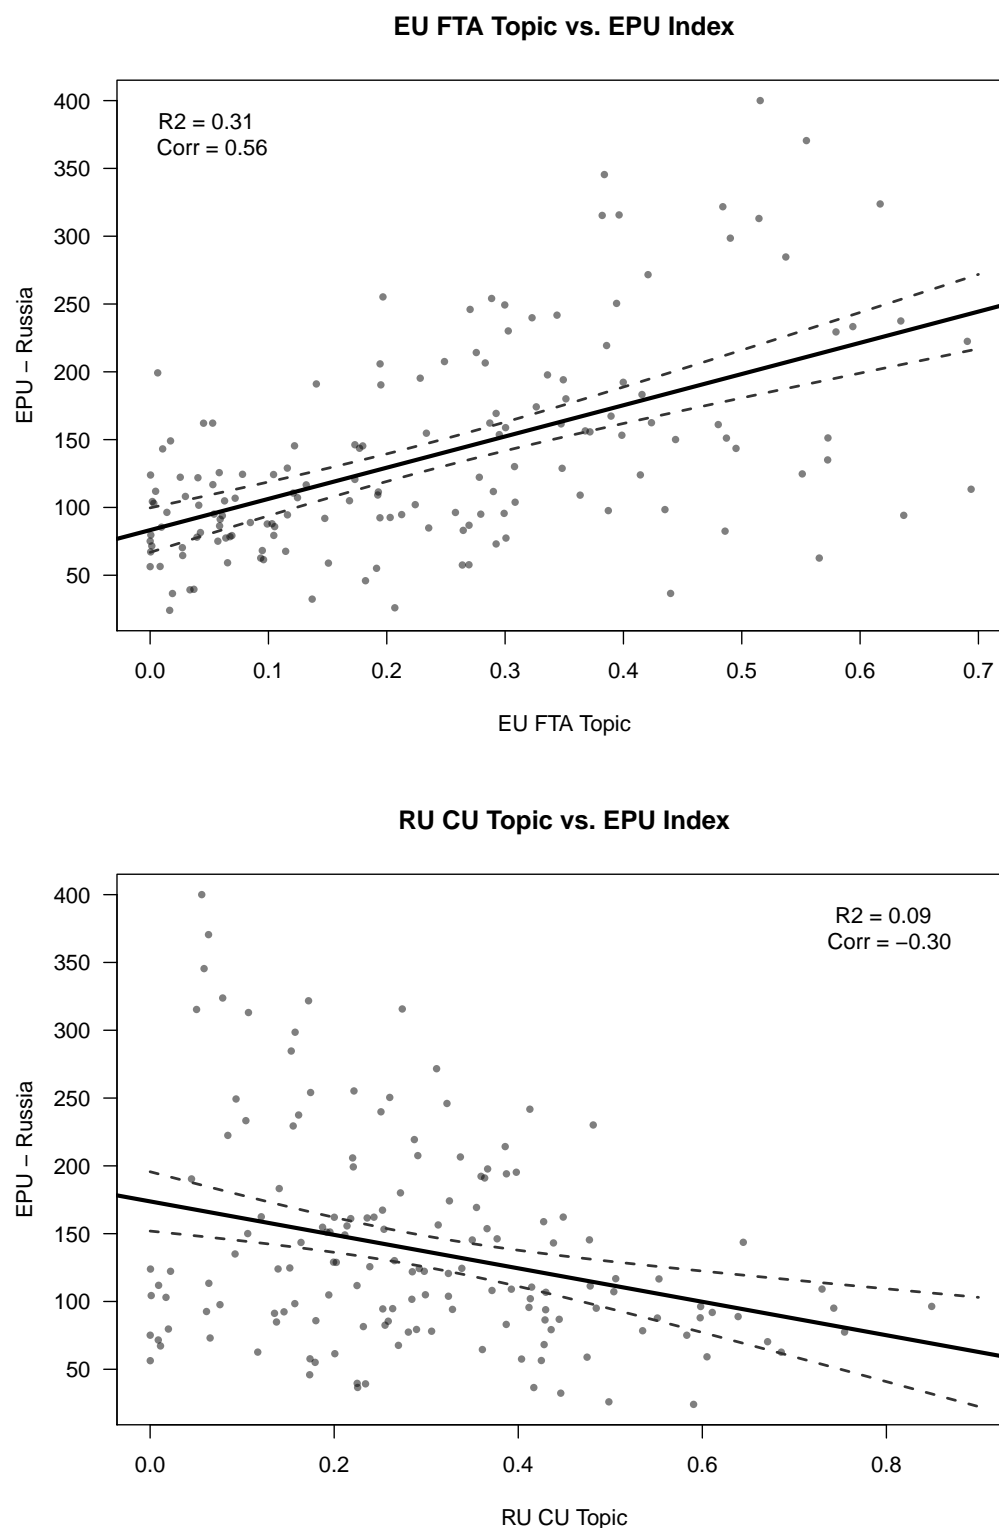 EU FTA Topic vs. EPU Index
R2 = 0.31
Corr = 0.56
400
350
300
250
200
150
100
50
EPU − Russia
0.0 0.1 0.2 0.3 0.4 0.5 0.6 0.7
EU FTA Topic
RU CU Topic vs. EPU Index
R2 = 0.09
Corr = −0.30
400
350
300
250
200
150
100
50
EPU − Russia
0.0 0.2 0.4 0.6 0.8
RU CU Topic